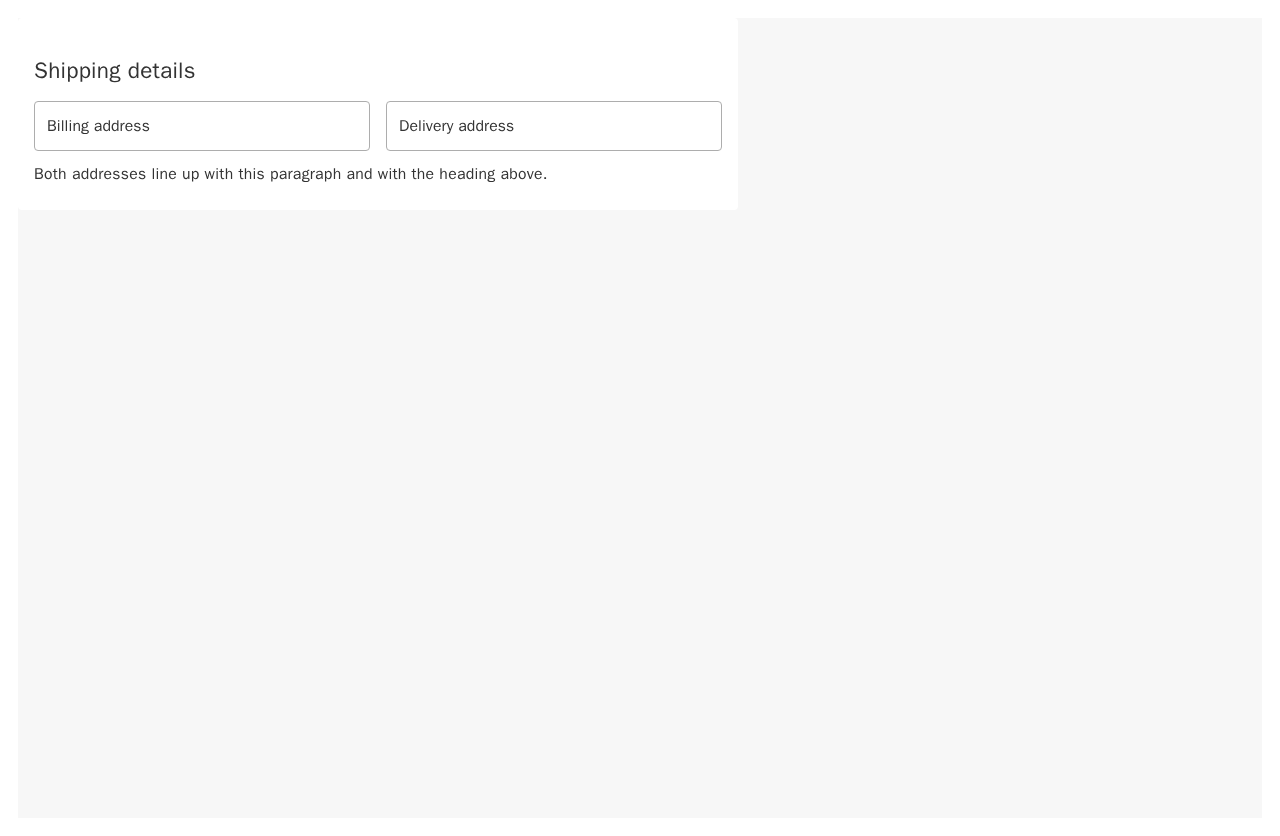 Shipping details
Billing address
Delivery address
Both addresses line up with this paragraph and with the heading above.